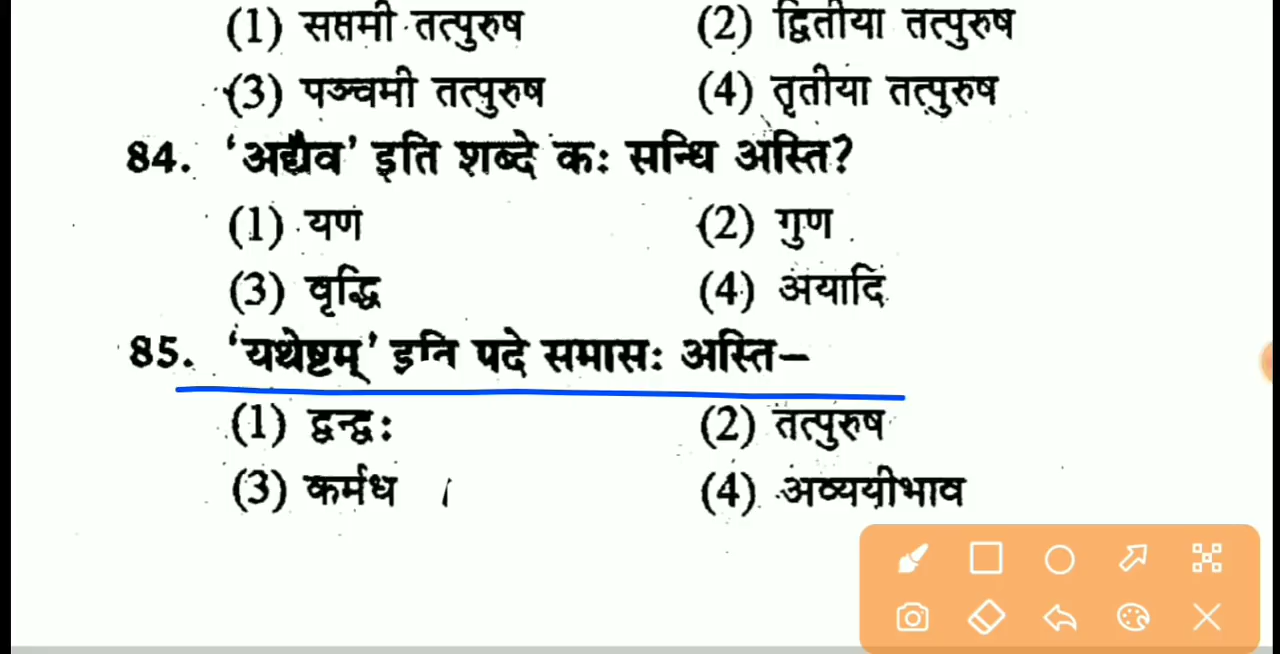 (1) सप्तमी तत्पुरुष (2) द्वितीया तत्पुरुष
(3) पञ्चमी तत्पुरुष (4) तृतीया तत्पुरुष
84. 'अद्यैव' इति शब्दे कः सन्धि अस्ति?
(1) यण (2) गुण
(3) वृद्धि (4) अयादि
85. 'यथेष्टम्' इति पदे समासः अस्ति–
(1) द्वन्द्वः (2) तत्पुरुष
(3) कर्मध (4) अव्ययीभाव